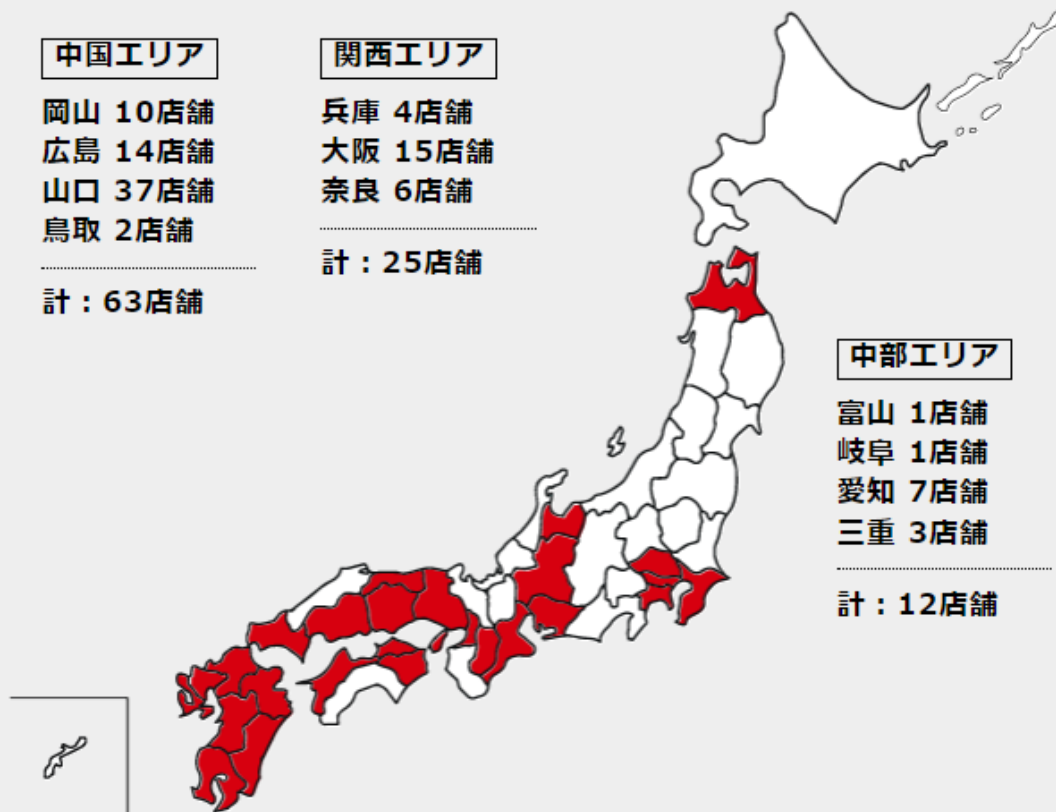 中国エリア
岡山 10店舗
広島 14店舗
山口 37店舗
鳥取 2店舗
計：63店舗
関西エリア
兵庫 4店舗
大阪 15店舗
奈良 6店舗
計：25店舗
中部エリア
富山 1店舗
岐阜 1店舗
愛知 7店舗
三重 3店舗
計：12店舗